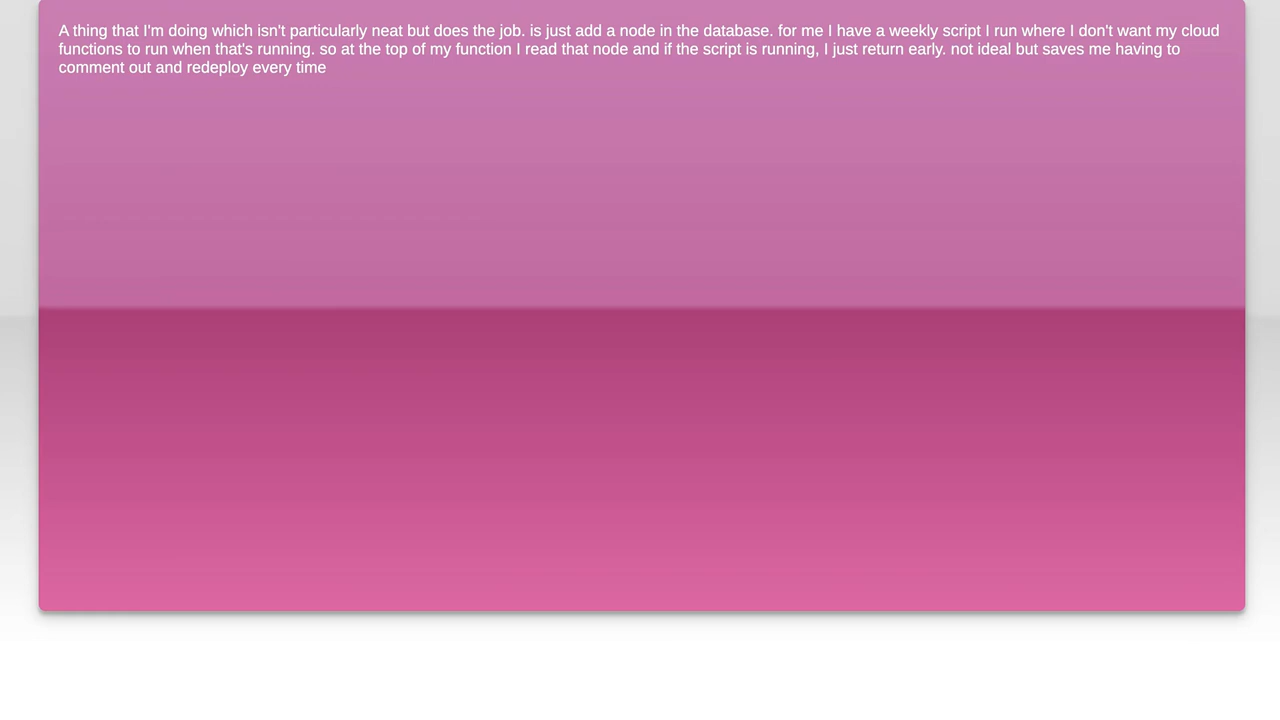 A thing that I'm doing which isn't particularly neat but does the job. is just add a node in the database. for me I have a weekly script I run where I don't want my cloud
functions to run when that's running. so at the top of my function I read that node and if the script is running, I just return early. not ideal but saves me having to
comment out and redeploy every time